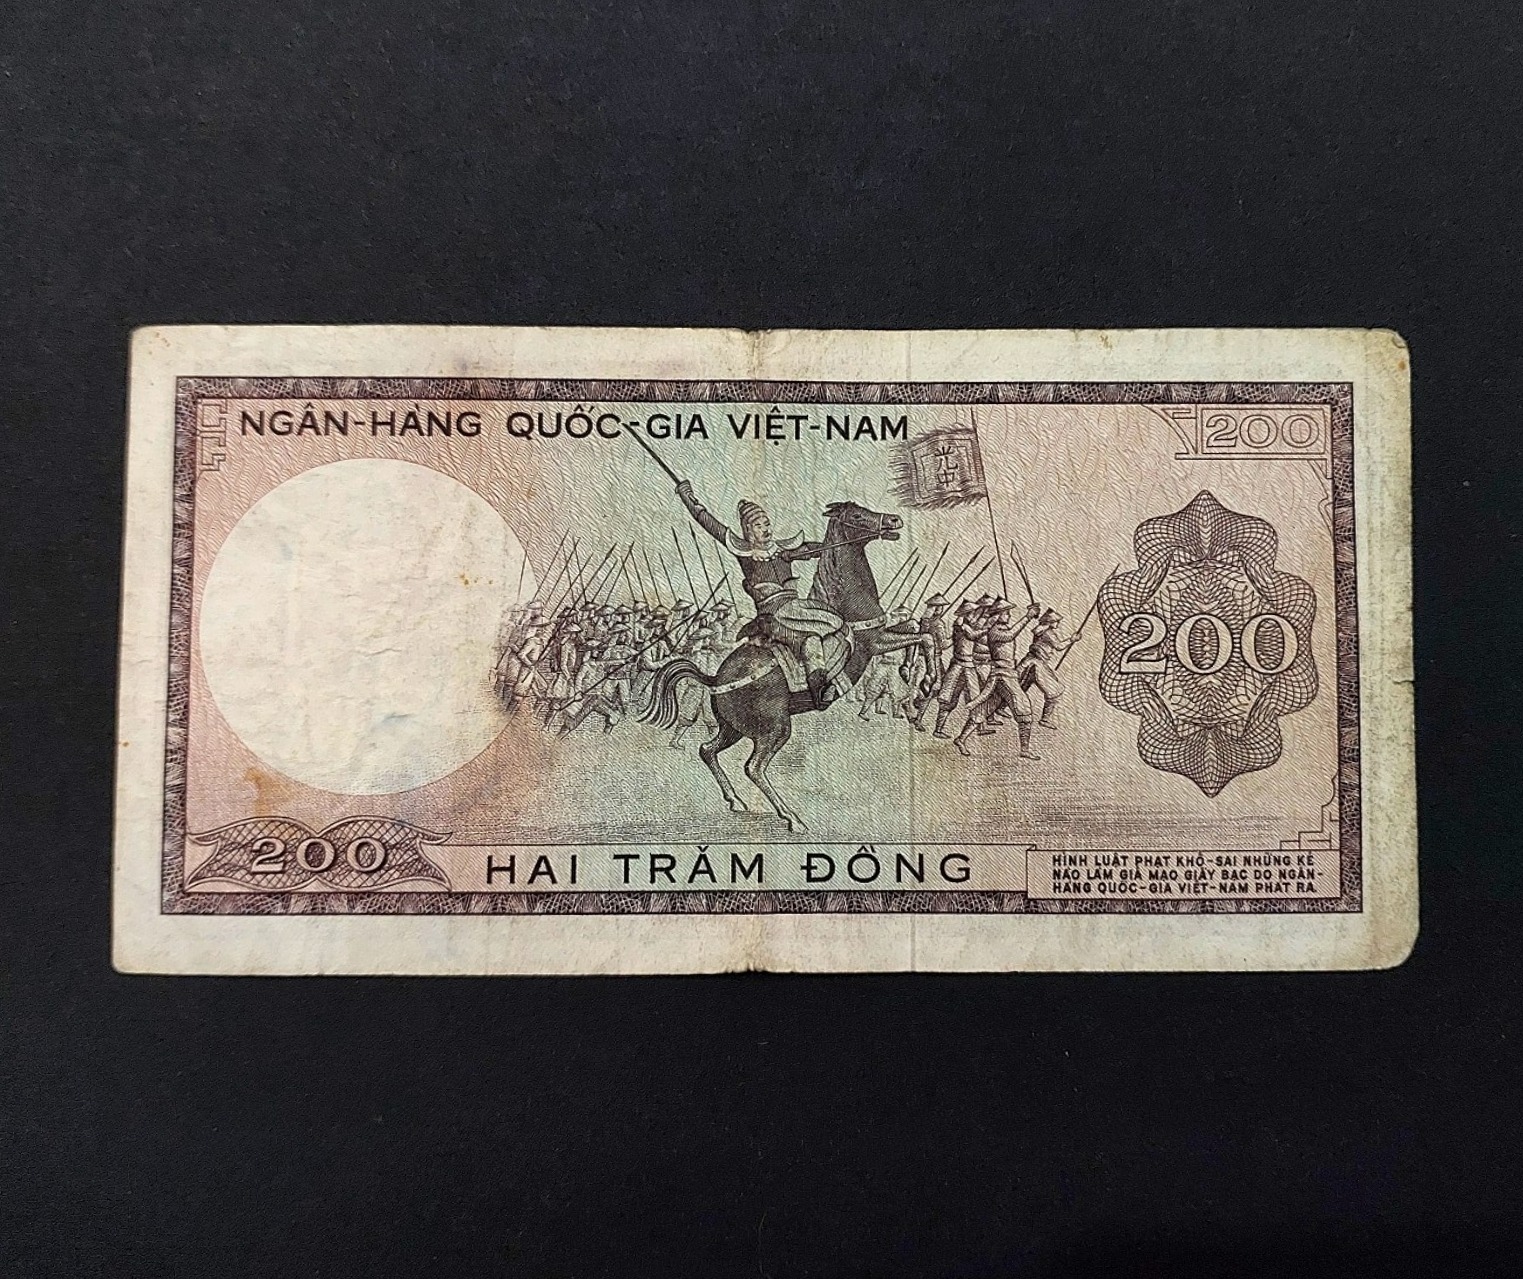 NGÂN-HÀNG QUỐC-GIA VIỆT-NAM
200
光中
200
200
HAI TRĂM ĐỒNG
HÌNH LUẬT PHẠT KHỔ-SAI NHỮNG KẺ
NÀO LÀM GIẢ MẠO GIẤY BẠC DO NGÂN-
HÀNG QUỐC-GIA VIỆT-NAM PHÁT RA.